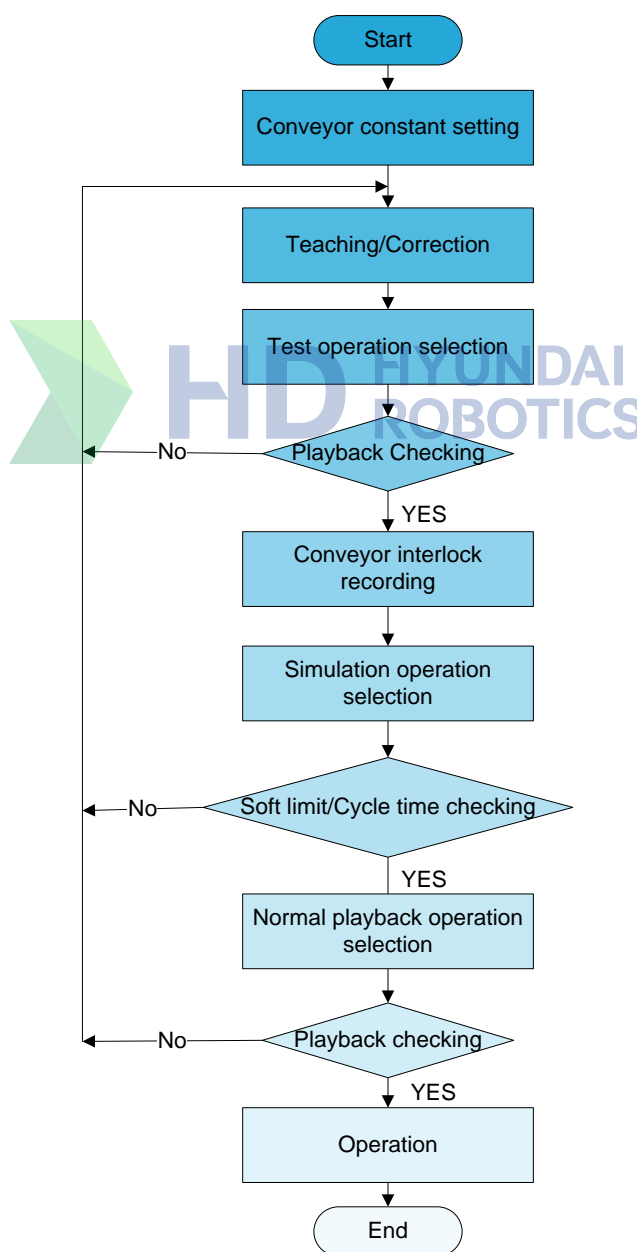 Start
Conveyor constant setting
Teaching/Correction
Test operation selection
HD HYUNDAI
ROBOTICS
Playback Checking
No
YES
Conveyor interlock
recording
Simulation operation
selection
Soft limit/Cycle time checking
No
YES
Normal playback operation
selection
Playback checking
No
YES
Operation
End